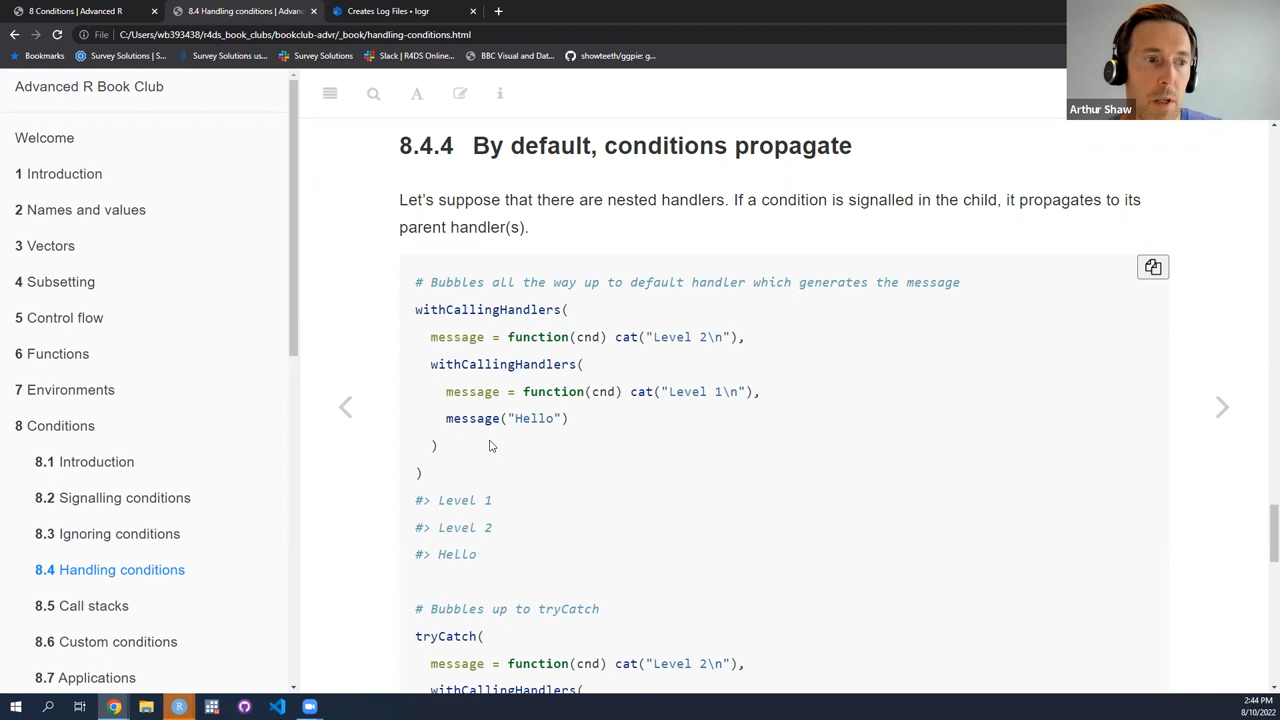 8 Conditions | Advanced R
8.4 Handling conditions | Advan
Creates Log Files • logr
File
C:/Users/wb393438/r4ds_book_clubs/bookclub-advr/_book/handling-conditions.html
Bookmarks
Survey Solutions | S...
Survey Solutions us...
Survey Solutions
Slack | R4DS Online...
BBC Visual and Dat...
showteeth/ggpie: g...
Arthur Shaw
Advanced R Book Club
Welcome
1 Introduction
2 Names and values
3 Vectors
4 Subsetting
5 Control flow
6 Functions
7 Environments
8 Conditions
8.1 Introduction
8.2 Signalling conditions
8.3 Ignoring conditions
8.4 Handling conditions
8.5 Call stacks
8.6 Custom conditions
8.7 Applications
8.4.4 By default, conditions propagate
Let's suppose that there are nested handlers. If a condition is signalled in the child, it propagates to its
parent handler(s).
# Bubbles all the way up to default handler which generates the message
withCallingHandlers(
message = function(cnd) cat("Level 2\n"),
withCallingHandlers(
message = function(cnd) cat("Level 1\n"),
message("Hello")
)
)
#> Level 1
#> Level 2
#> Hello
# Bubbles up to tryCatch
tryCatch(
message = function(cnd) cat("Level 2\n"),
withCallingHandlers(
2:44 PM
8/10/2022